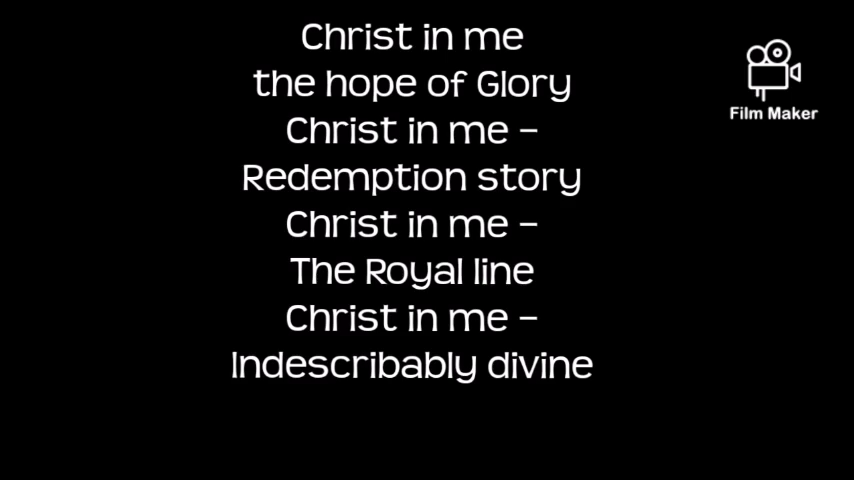 Christ in me
the hope of Glory
Christ in me –
Redemption story
Christ in me –
The Royal line
Christ in me –
Indescribably divine
Film Maker